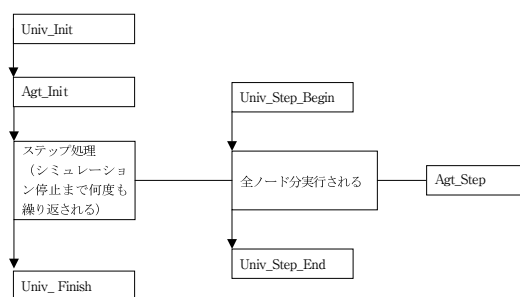 Univ_Init
Agt_Init
ステップ処理
（シミュレーショ
ン停止まで何度も
繰り返される）
Univ_ Finish
Univ_Step_Begin
全ノード分実行される
Univ_Step_End
Agt_Step